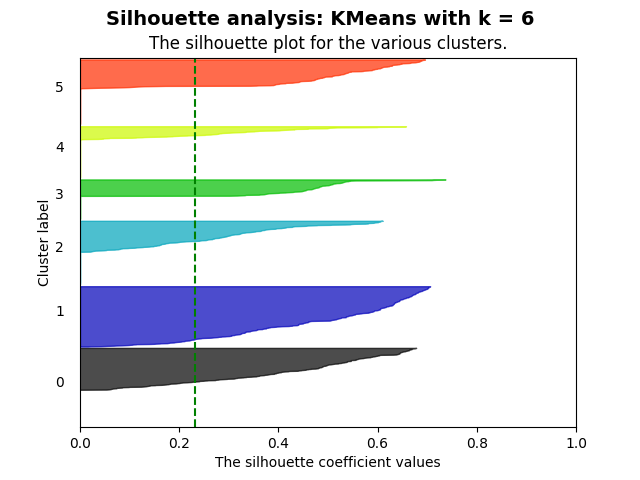 Silhouette analysis: KMeans with k = 6
The silhouette plot for the various clusters.
5
4
3
2
1
0
Cluster label
0.0 0.2 0.4 0.6 0.8 1.0
The silhouette coefficient values